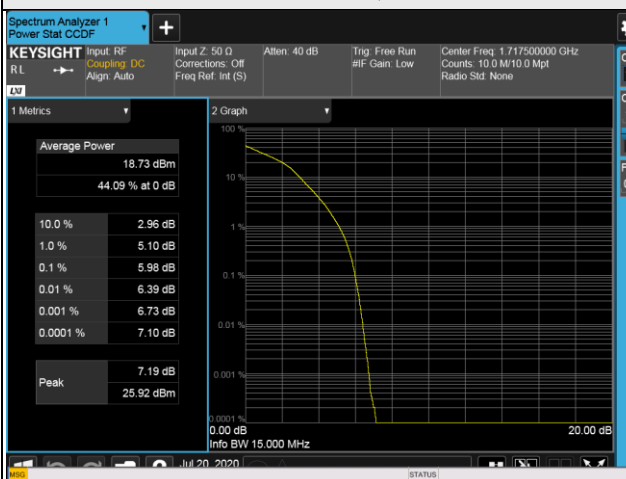 Spectrum Analyzer 1
Power Stat CCDF
+
KEYSIGHT
RL
LXI
Input: RF
Coupling: DC
Align: Auto
Input Z: 50 Ω
Corrections: Off
Freq Ref: Int (S)
Atten: 40 dB
Trig: Free Run
#IF Gain: Low
Center Freq: 1.717500000 GHz
Counts: 10.0 M/10.0 Mpt
Radio Std: None
1 Metrics
Average Power
18.73 dBm
44.09 % at 0 dB
10.0 % 2.96 dB
1.0 % 5.10 dB
0.1 % 5.98 dB
0.01 % 6.39 dB
0.001 % 6.73 dB
0.0001 % 7.10 dB
Peak
7.19 dB
25.92 dBm
2 Graph
100 %
10 %
1 %
0.1 %
0.01 %
0.001 %
0.0001 %
0.00 dB 20.00 dB
Info BW 15.000 MHz
Jul 20, 2020
MSG STATUS